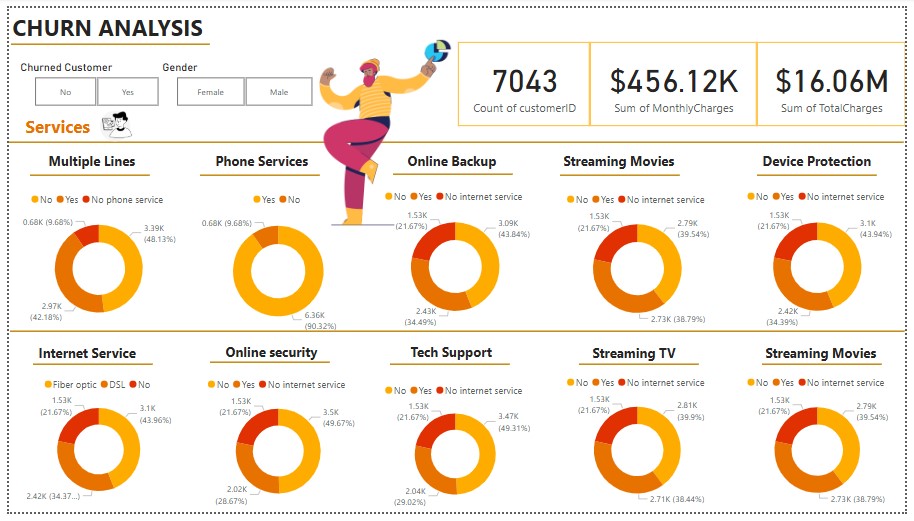 CHURN ANALYSIS
Churned Customer
Gender
No
Yes
Female
Male
7043
Count of customerID
$456.12K
Sum of MonthlyCharges
$16.06M
Sum of TotalCharges
Services
Multiple Lines
No Yes No phone service
0.68K (9.68%)
3.39K
(48.13%)
2.97K
(42.18%)
Phone Services
Yes No
0.68K (9.68%)
6.36K
(90.32%)
Online Backup
No Yes No internet service
1.53K
(21.67%)
3.09K
(43.84%)
2.43K
(34.49%)
Streaming Movies
No Yes No internet service
1.53K
(21.67%)
2.79K
(39.54%)
2.73K (38.79%)
Device Protection
No Yes No internet service
1.53K
(21.67%)
3.1K
(43.94%)
2.42K
(34.39%)
Internet Service
Fiber optic DSL No
1.53K
(21.67%)
3.1K
(43.96%)
2.42K (34.37...)
Online security
No Yes No internet service
1.53K
(21.67%)
3.5K
(49.67%)
2.02K
(28.67%)
Tech Support
No Yes No internet service
1.53K
(21.67%)
3.47K
(49.31%)
2.04K
(29.02%)
Streaming TV
No Yes No internet service
1.53K
(21.67%)
2.81K
(39.9%)
2.71K (38.44%)
Streaming Movies
No Yes No internet service
1.53K
(21.67%)
2.79K
(39.54%)
2.73K (38.79%)